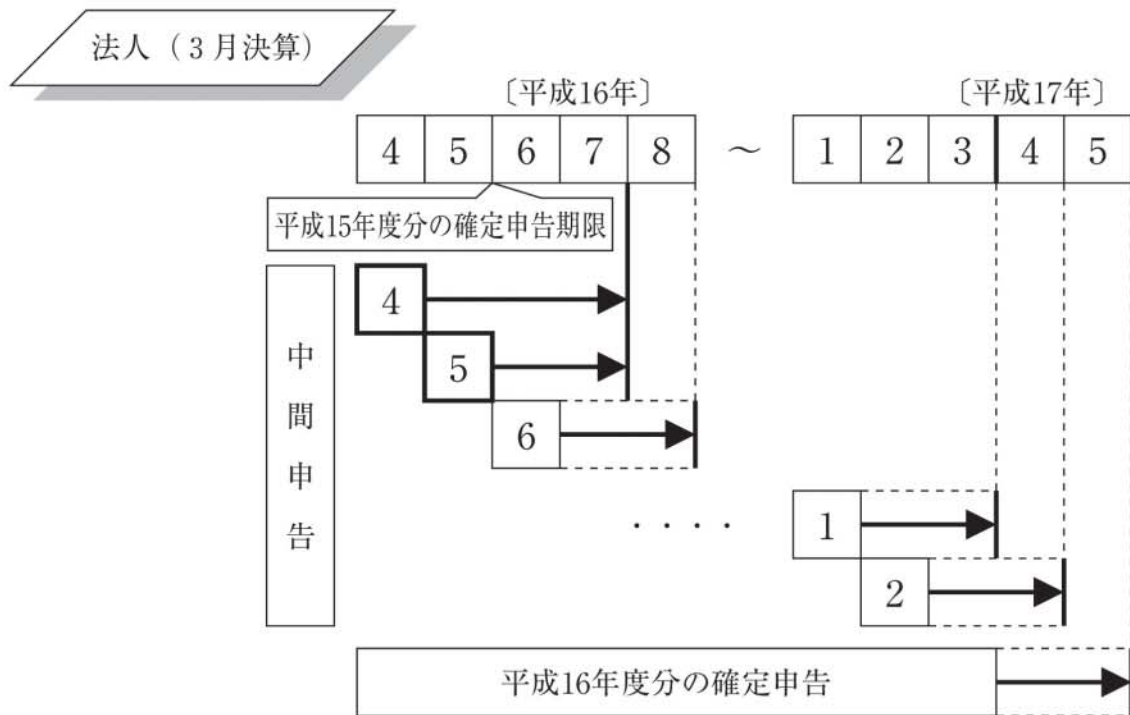 法人（3月決算）
〔平成16年〕 〔平成17年〕
4 5 6 7 8 ～ 1 2 3 4 5
平成15年度分の確定申告期限
中間申告
4
5
6
・・・・
1
2
平成16年度分の確定申告